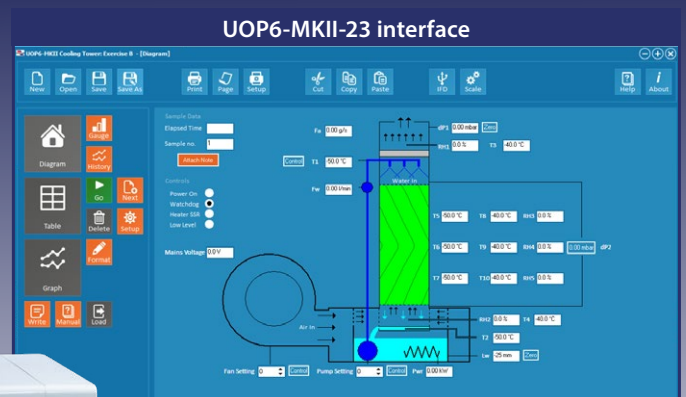 UOP6-MKII-23 interface
UOP6-MKII Cooling Tower: Exercise B - [Diagram]
New Open Save Save As Print Page Setup Cut Copy Paste IFD Scale Help About
Sample Data
Elapsed Time
Sample no. 1
Attach Note
Controls
Power On
Watchdog
Heater SSR
Low Level
Mains Voltage 0.0 V
Diagram Gauge
History
Table Go Next
Delete Setup
Graph Format
Write Manual Load
Fa 0.00 g/s
dP1 0.00 mbar Zero
RH1 0.0 % T3 -40.0 °C
Control T1 -50.0 °C
Water In
Fw 0.00 l/min
T5 -50.0 °C T8 -40.0 °C RH3 0.0 %
T6 -50.0 °C T9 -40.0 °C RH4 0.0 % 0.00 mbar dP2
T7 -50.0 °C T10 -40.0 °C RH5 0.0 %
Air In
RH2 0.0 % T4 -40.0 °C
T2 -50.0 °C
Lw -25 mm Zero
Fan Setting 0 Control Pump Setting 0 Control Pwr 0.00 kW